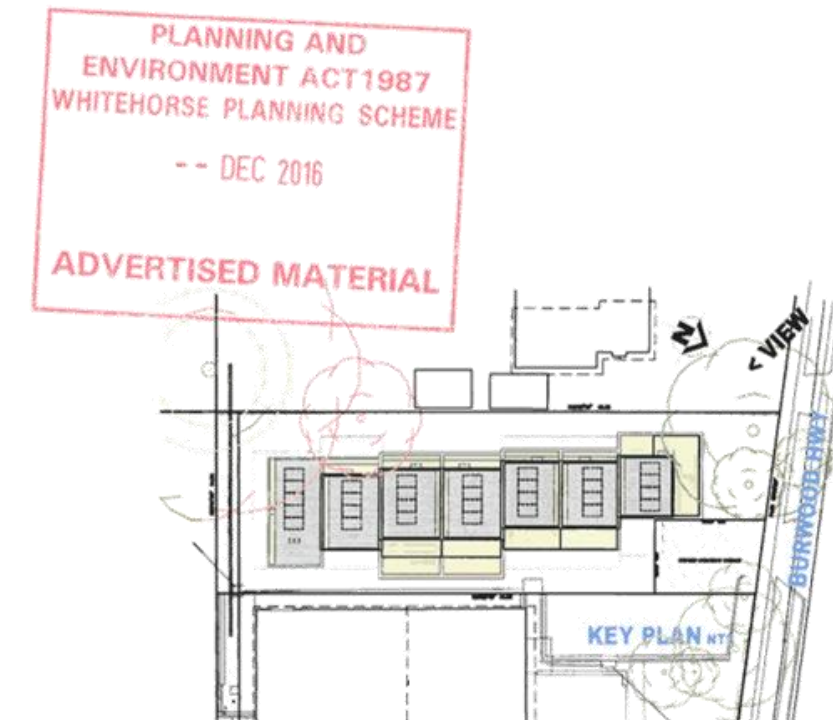 PLANNING AND
ENVIRONMENT ACT1987
WHITEHORSE PLANNING SCHEME
-- DEC 2016
ADVERTISED MATERIAL
N
< VIEW
BURWOOD HWY
KEY PLAN NTS